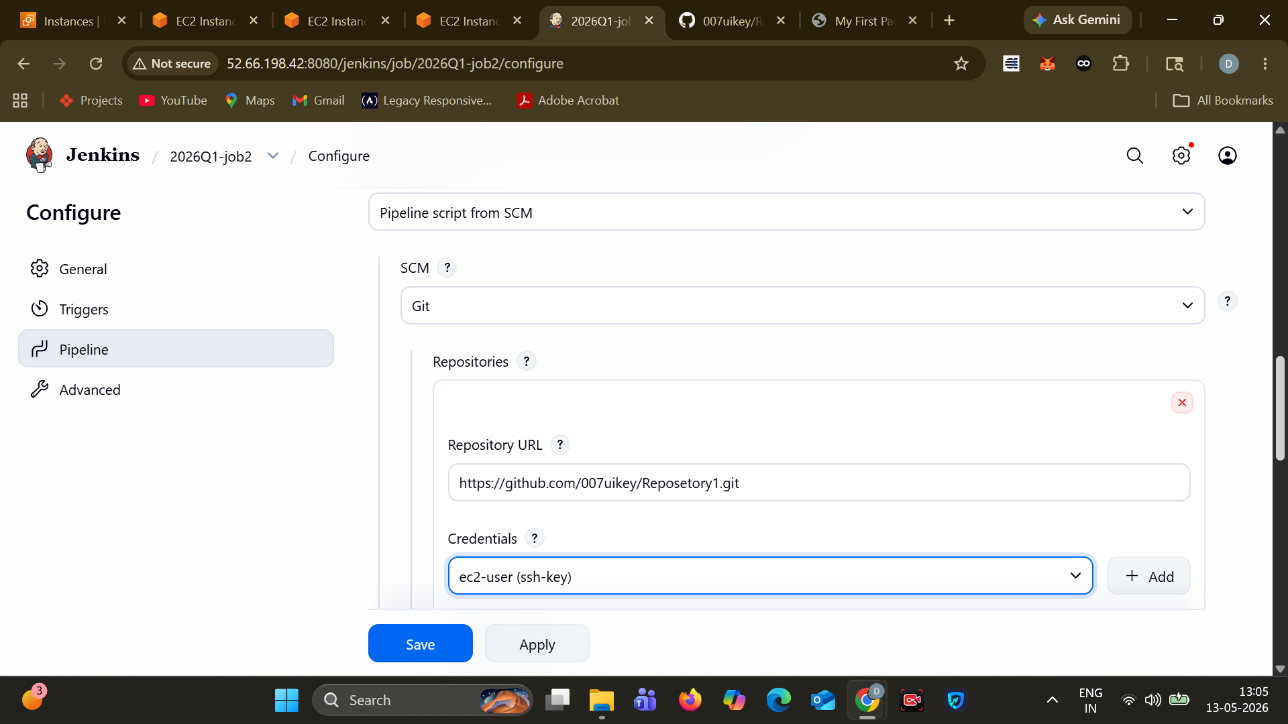 Instances |
EC2 Instanc
EC2 Instanc
EC2 Instanc
2026Q1-jol
007uikey/R
My First Pa
Ask Gemini
Not secure
52.66.198.42:8080/jenkins/job/2026Q1-job2/configure
D
Projects
YouTube
Maps
Gmail
Legacy Responsive...
Adobe Acrobat
All Bookmarks
Jenkins / 2026Q1-job2 / Configure
Configure
General
Triggers
Pipeline
Advanced
Pipeline script from SCM
SCM ?
Git
?
Repositories ?
Repository URL ?
https://github.com/007uikey/Reposetory1.git
Credentials ?
ec2-user (ssh-key)
+ Add
Save
Apply
3
Search
D
ENG
IN
13:05
13-05-2026